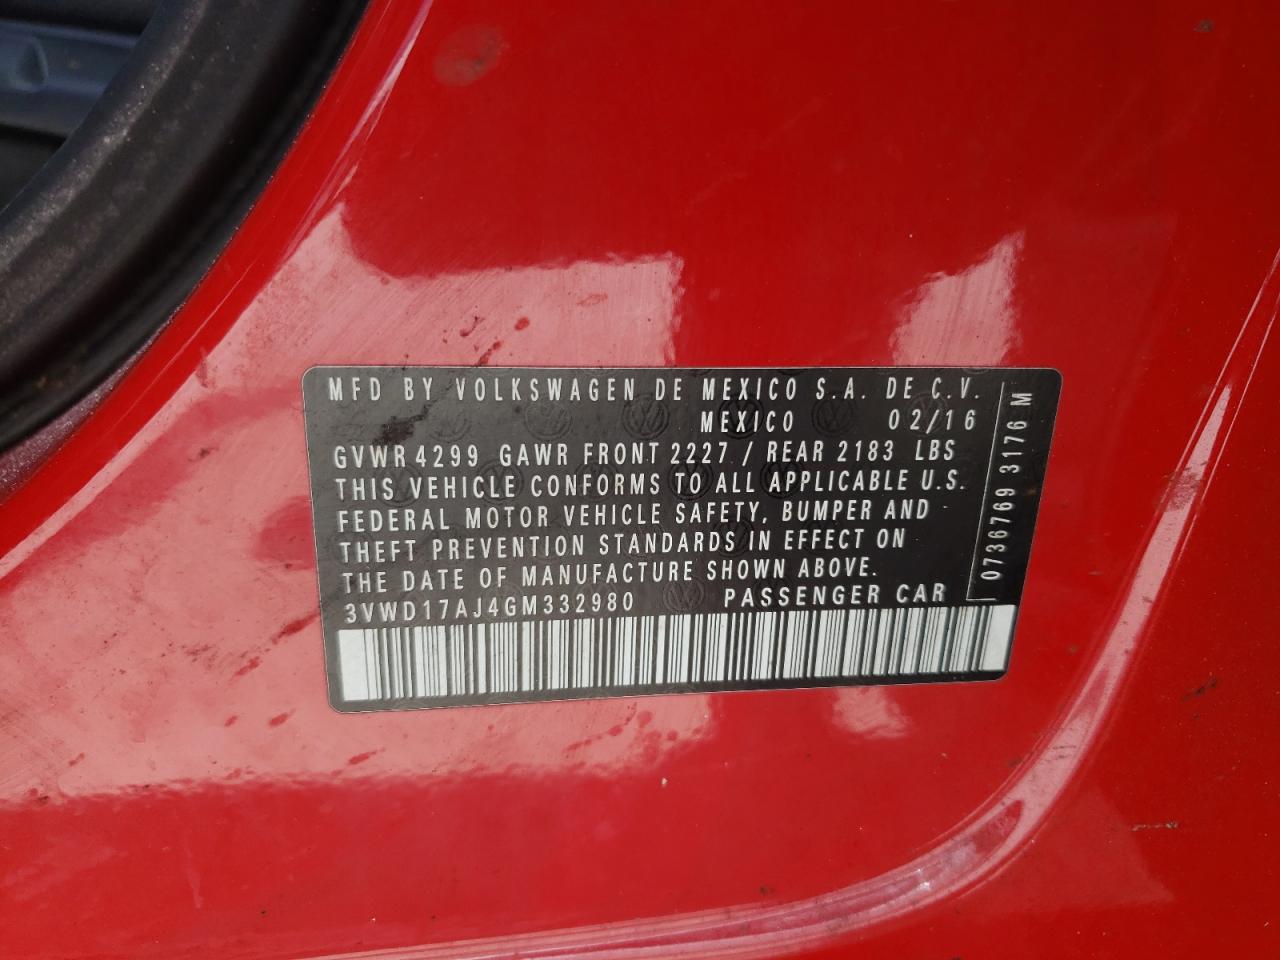 MFD BY VOLKSWAGEN DE MEXICO S.A. DE C.V.
MEXICO 02/16
GVWR 4299 GAWR FRONT 2227 / REAR 2183 LBS
THIS VEHICLE CONFORMS TO ALL APPLICABLE U.S.
FEDERAL MOTOR VEHICLE SAFETY, BUMPER AND
THEFT PREVENTION STANDARDS IN EFFECT ON
THE DATE OF MANUFACTURE SHOWN ABOVE.
3VWD17AJ4GM332980 PASSENGER CAR
0736769 3176 M